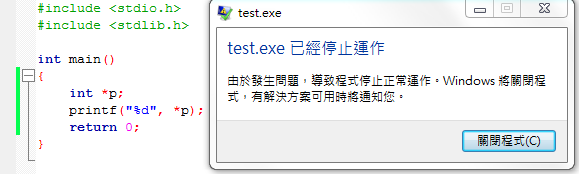 #include <stdio.h>
#include <stdlib.h>
int main()
{
int *p;
printf("%d", *p);
return 0;
}
test.exe
test.exe 已經停止運作
由於發生問題，導致程式停止正常運作。Windows 將關閉程
式，有解決方案可用時將通知您。
關閉程式(C)